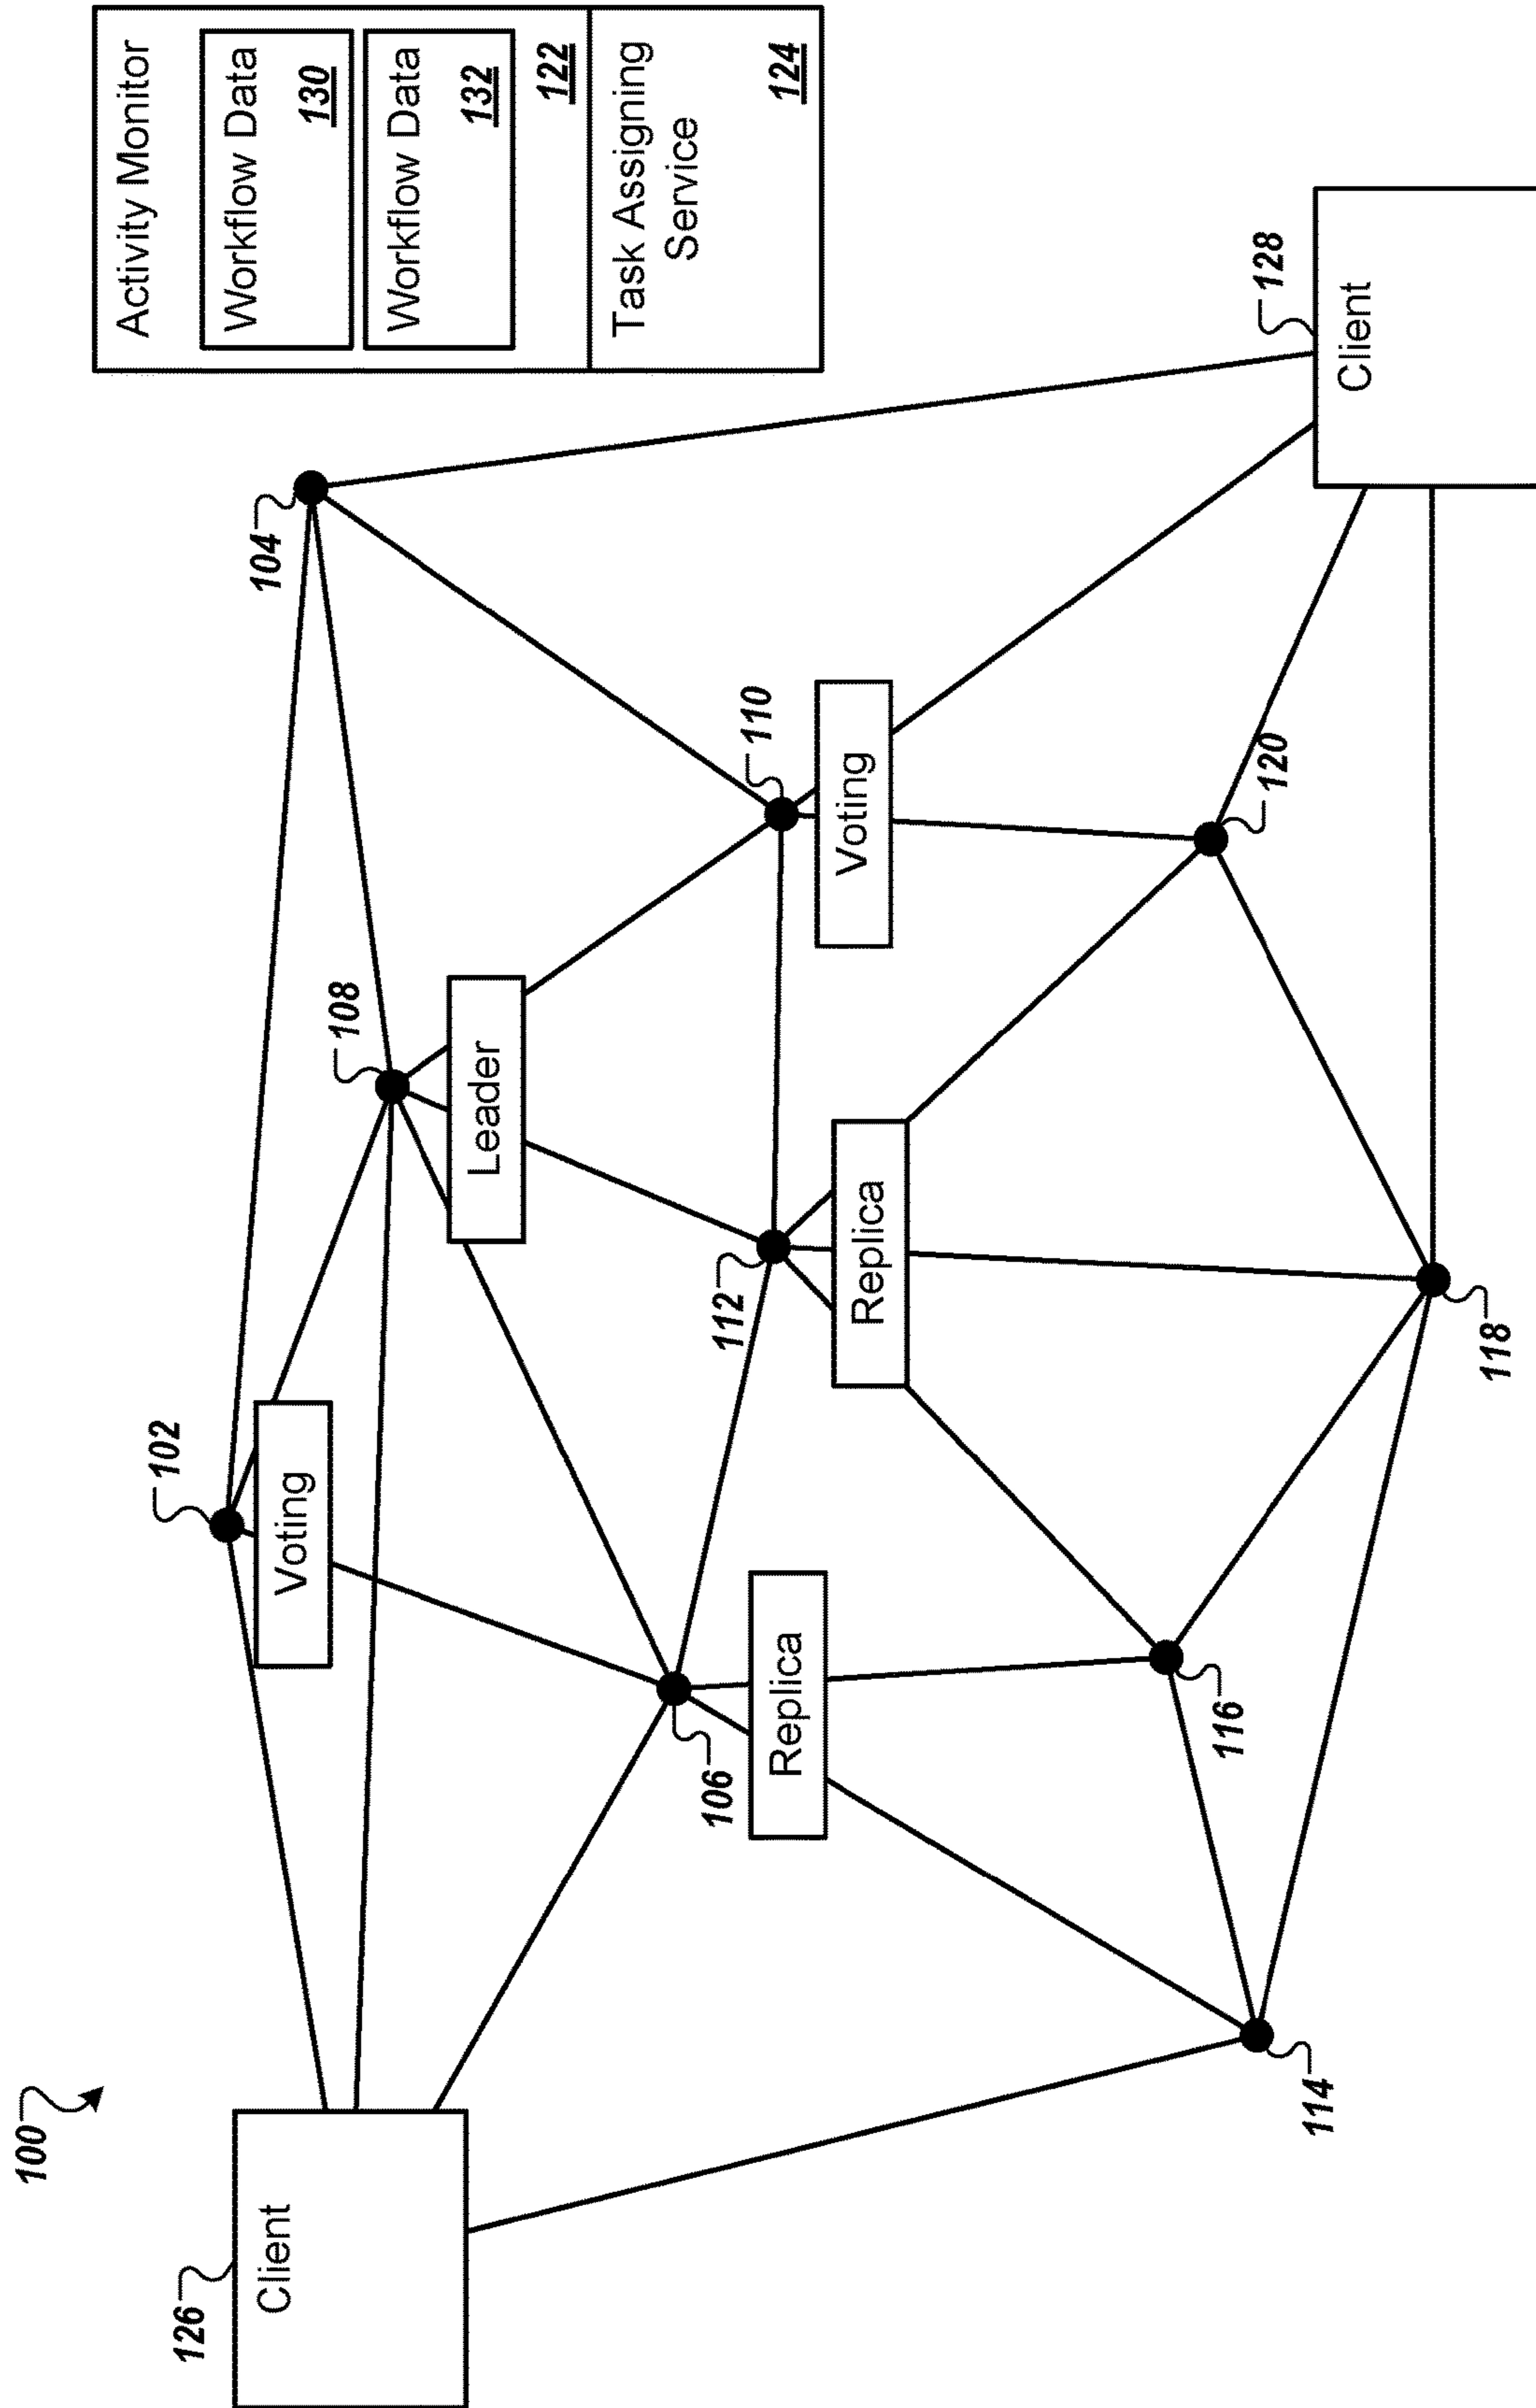 100
126
Client
102
Voting
108
Leader
104
Activity Monitor
Workflow Data
130
Workflow Data
132
122
Task Assigning
Service
124
106
Replica
112
Replica
110
Voting
114
116
118
120
128
Client